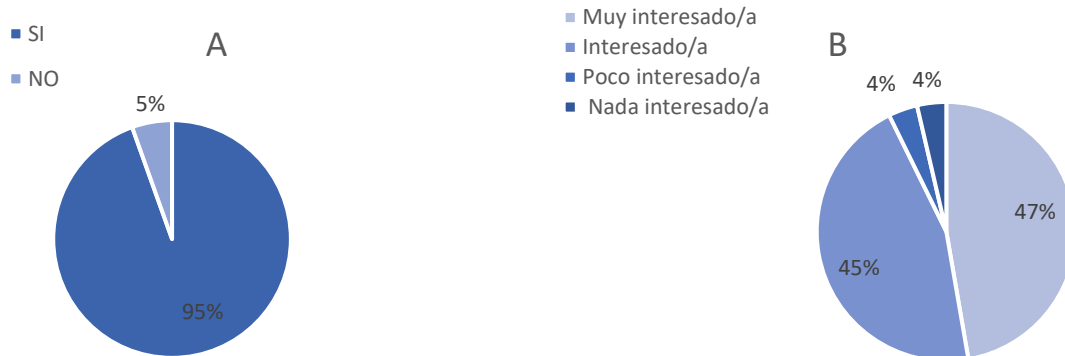 SI
NO
A
5%
95%
Muy interesado/a
Interesado/a
Poco interesado/a
Nada interesado/a
B
4%
4%
47%
45%